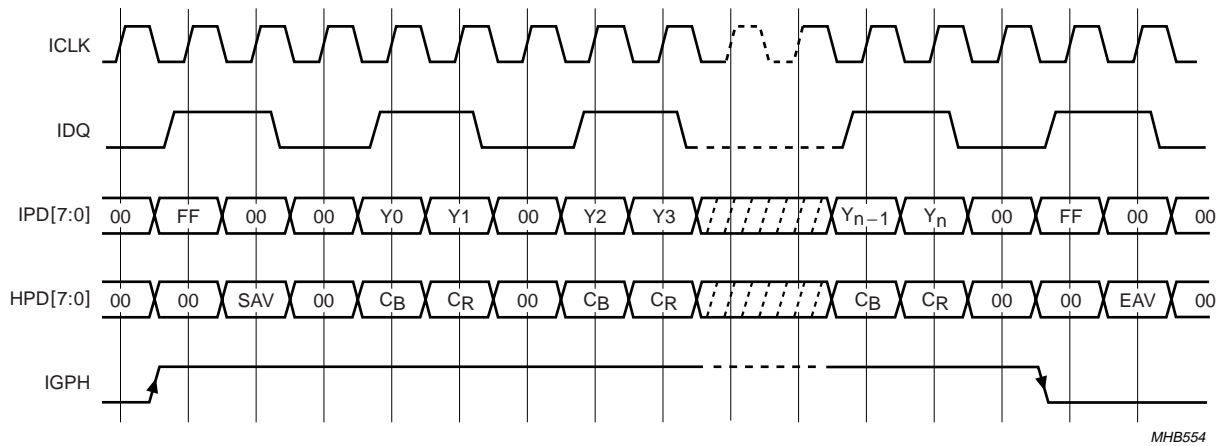 ICLK
IDQ
IPD[7:0] 00 FF 00 00 Y0 Y1 00 Y2 Y3 Yn−1 Yn 00 FF 00 00
HPD[7:0] 00 00 SAV 00 CB CR 00 CB CR CB CR 00 00 EAV 00
IGPH
MHB554